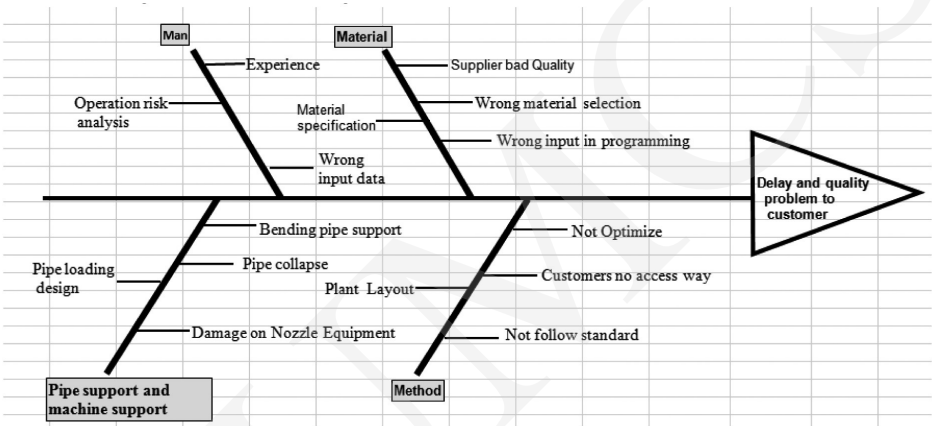 Man
Material
Experience
Supplier bad Quality
Operation risk
analysis
Wrong material selection
Material
specification
Wrong input in programming
Wrong
input data
Delay and quality
problem to
customer
Bending pipe support
Not Optimize
Pipe loading
design
Pipe collapse
Customers no access way
Plant Layout
Damage on Nozzle Equipment
Not follow standard
Pipe support and
machine support
Method